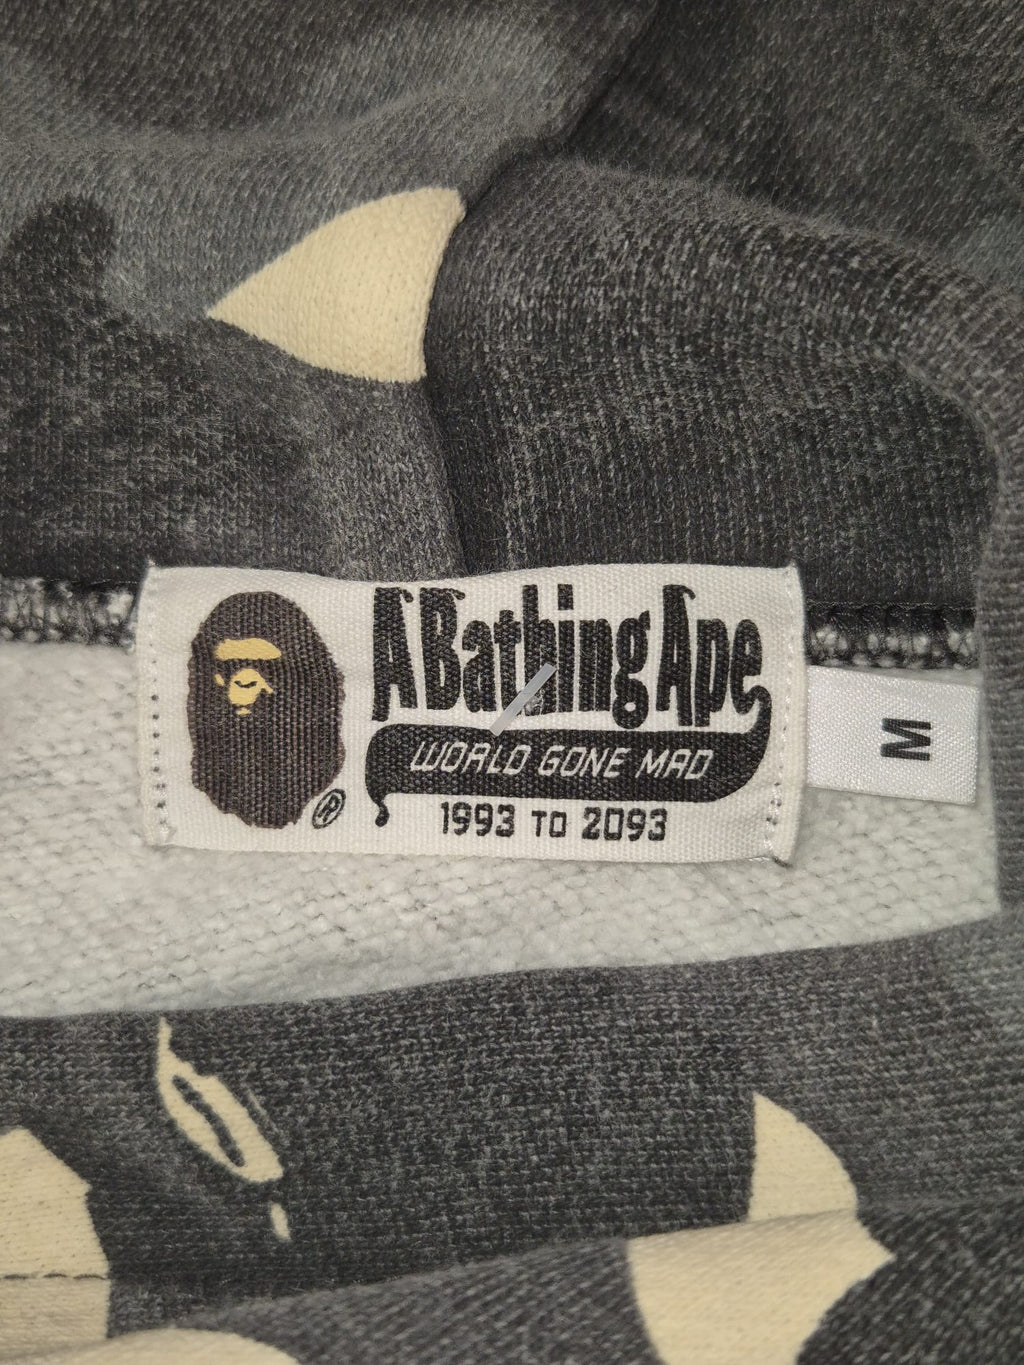 A Bathing Ape
WORLD GONE MAD
1993 TO 2093
®
M